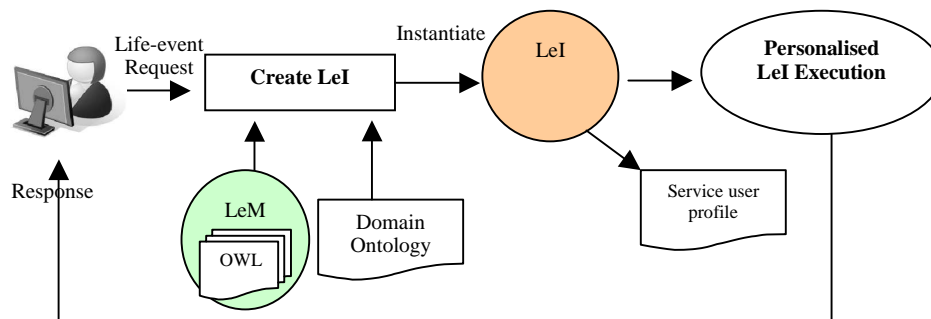 Life-event
Request
Create LeI
Instantiate
LeI
Personalised
LeI Execution
Response
LeM
OWL
Domain
Ontology
Service user
profile